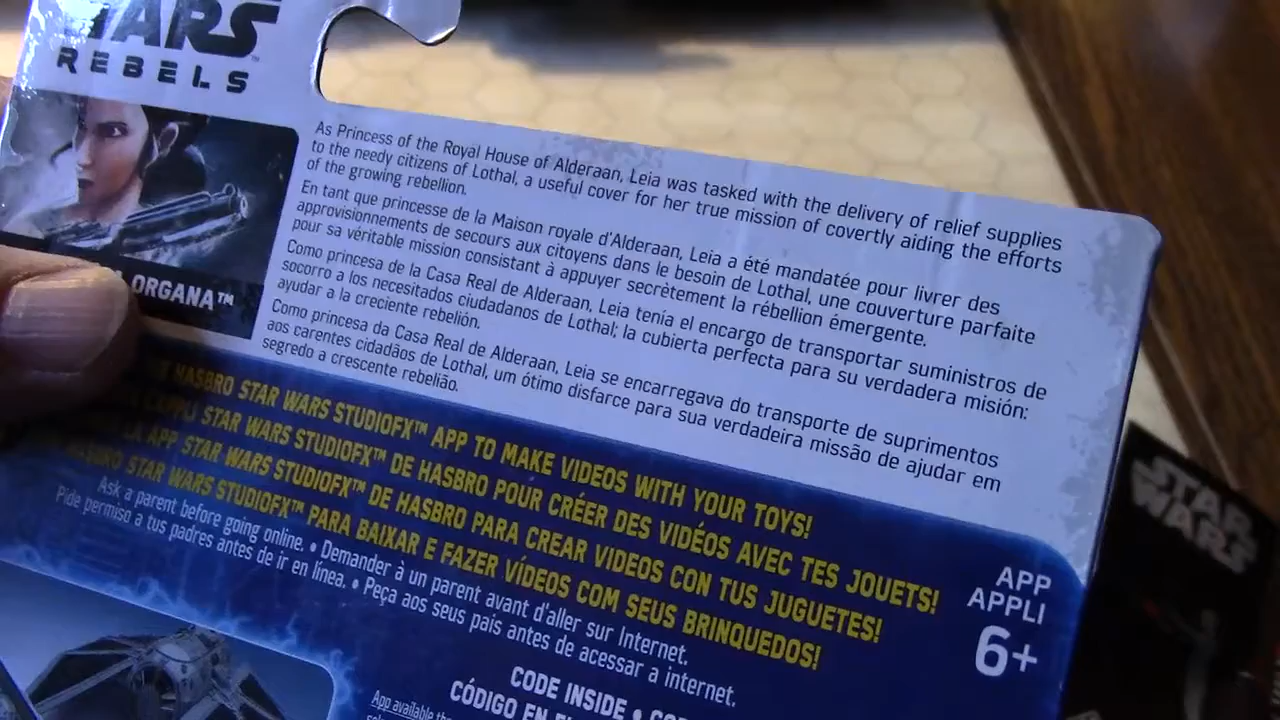 WARS
REBELS
ORGANA™
As Princess of the Royal House of Alderaan, Leia was tasked with the delivery of relief supplies
to the needy citizens of Lothal, a useful cover for her true mission of covertly aiding the efforts
of the growing rebellion.
En tant que princesse de la Maison royale d'Alderaan, Leia a été mandatée pour livrer des
approvisionnements de secours aux citoyens dans le besoin de Lothal, une couverture parfaite
pour sa véritable mission consistant à appuyer secrètement la rébellion émergente.
Como princesa de la Casa Real de Alderaan, Leia tenía el encargo de transportar suministros de
socorro a los necesitados ciudadanos de Lothal; la cubierta perfecta para su verdadera misión:
ayudar a la creciente rebelión.
Como princesa da Casa Real de Alderaan, Leia se encarregava do transporte de suprimentos
aos carentes cidadãos de Lothal, um ótimo disfarce para sua verdadeira missão de ajudar em
segredo a crescente rebelião.
HASBRO STAR WARS STUDIOFX™ APP TO MAKE VIDEOS WITH YOUR TOYS!
STAR WARS STUDIOFX™ DE HASBRO POUR CRÉER DES VIDÉOS AVEC TES JOUETS!
LA APP STAR WARS STUDIOFX™ DE HASBRO PARA CREAR VIDEOS CON TUS JUGUETES!
HASBRO STAR WARS STUDIOFX™ PARA BAIXAR E FAZER VÍDEOS COM SEUS BRINQUEDOS!
Ask a parent before going online. • Demander à un parent avant d'aller sur Internet.
Pide permiso a tus padres antes de ir en línea. • Peça aos seus pais antes de acessar a internet.
APP
APPLI
6+
CODE INSIDE •
CÓDIGO EN
App available
STAR
WARS